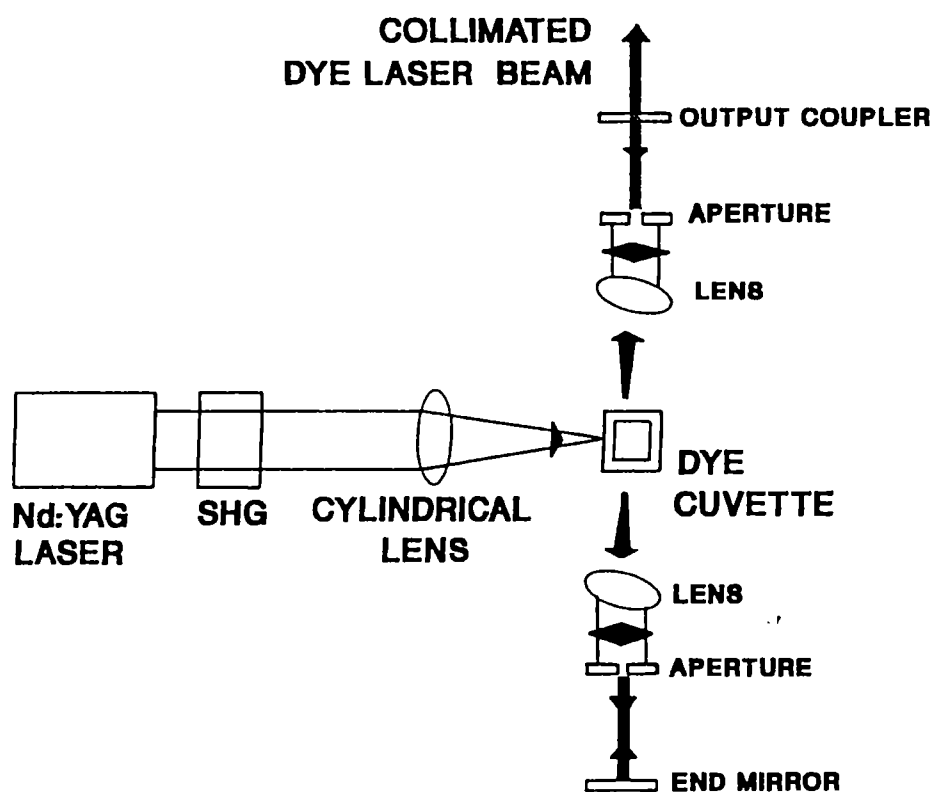 COLLIMATED
DYE LASER BEAM
OUTPUT COUPLER
APERTURE
LENS
Nd:YAG
LASER
SHG
CYLINDRICAL
LENS
DYE
CUVETTE
LENS
APERTURE
END MIRROR